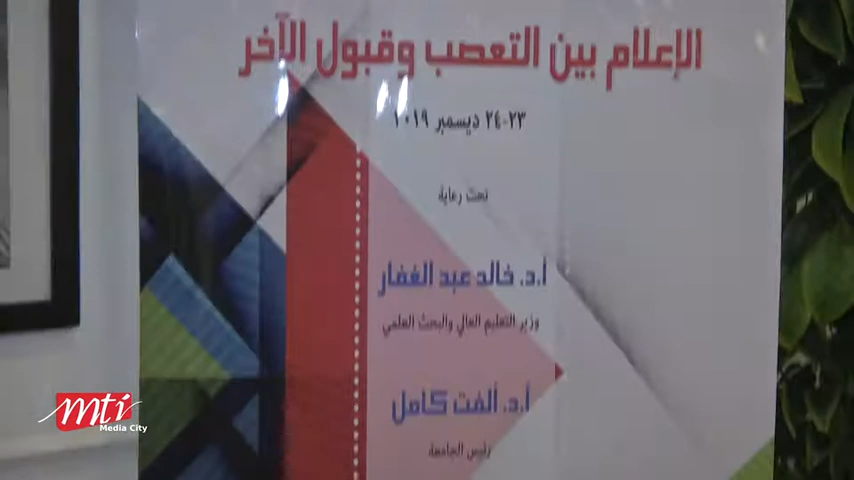 الإعلام بين التعصب وقبول الآخر
٢٣-٢٤ ديسمبر ٢٠١٩
تحت رعاية
أ.د. خالد عبد الغفار
وزير التعليم العالي والبحث العلمي
أ.د. ألفت كامل
رئيس الجامعة
mti
Media City